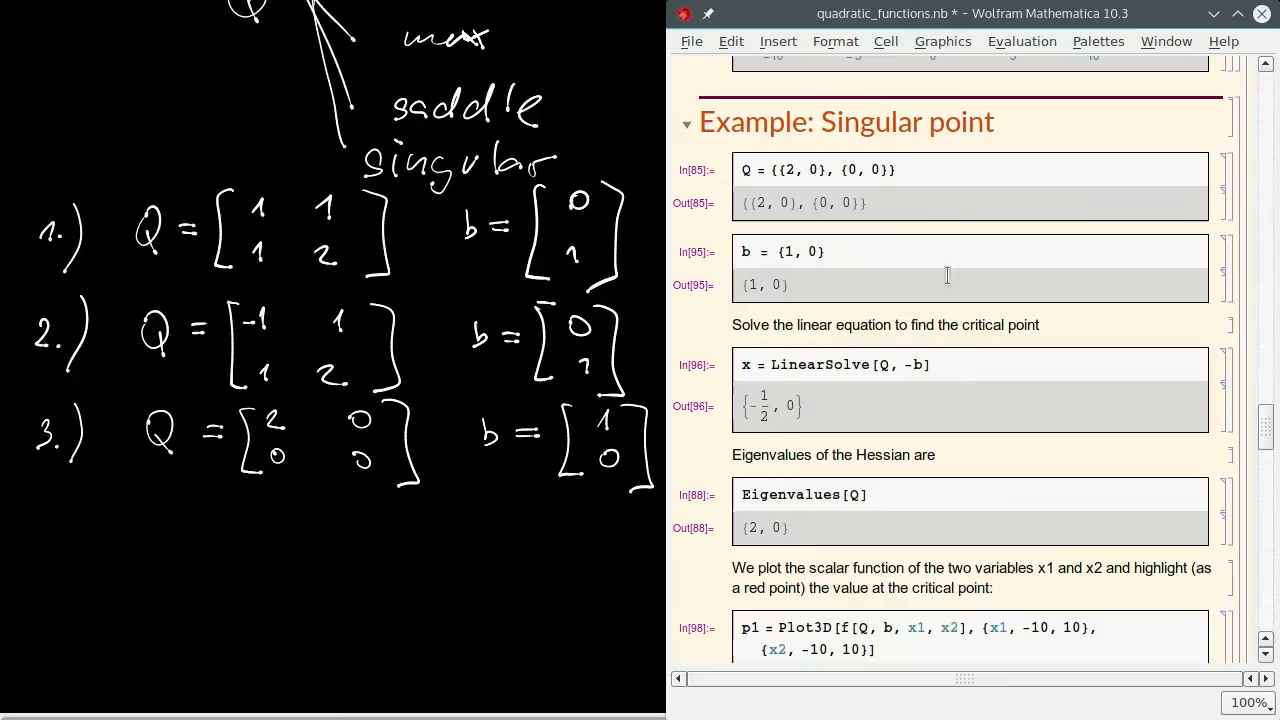 Q
max
saddle
singular
1.) Q = [1 1 1 2] b = [0 1]
2.) Q = [-1 1 1 2] b = [0 1]
3.) Q = [2 0 0 0] b = [1 0]
quadratic_functions.nb * - Wolfram Mathematica 10.3
File Edit Insert Format Cell Graphics Evaluation Palettes Window Help
Example: Singular point
In[85]:= Q = {{2, 0}, {0, 0}}
Out[85]= {{2, 0}, {0, 0}}
In[95]:= b = {1, 0}
Out[95]= {1, 0}
Solve the linear equation to find the critical point
In[96]:= x = LinearSolve[Q, -b]
Out[96]= {-1/2, 0}
Eigenvalues of the Hessian are
In[88]:= Eigenvalues[Q]
Out[88]= {2, 0}
We plot the scalar function of the two variables x1 and x2 and highlight (as
a red point) the value at the critical point:
In[98]:= p1 = Plot3D[f[Q, b, x1, x2], {x1, -10, 10},
{x2, -10, 10}]
100%